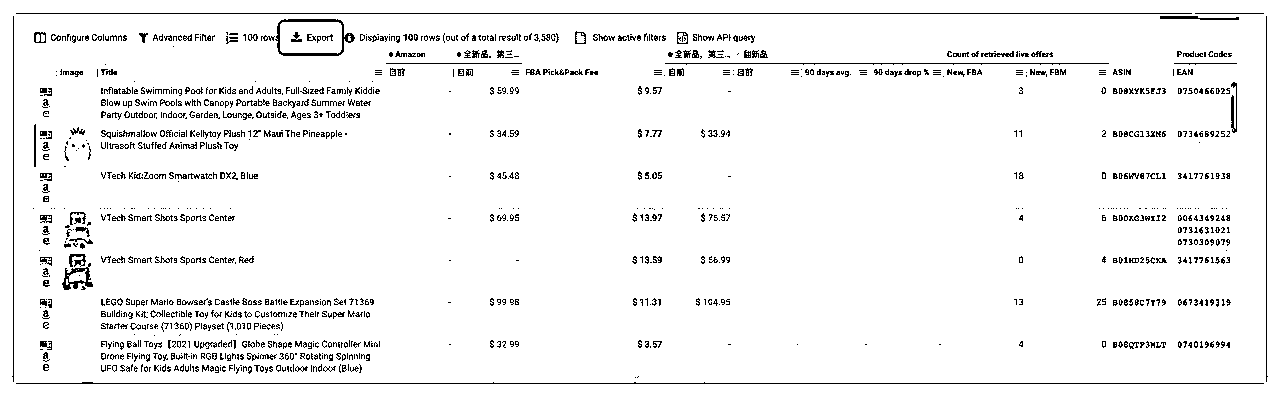 Configure Columns Advanced Filter 100 rows Export Displaying 100 rows (out of a total result of 3,580) Show active filters Show API query
Amazon 全新品，第三... 全新品，第三... 翻新品 Count of retrieved live offers Product Codes
Image Title 目前 目前 FBA Pick&Pack Fee 目前 目前 90 days avg. 90 days drop % New, FBA New, FBM ASIN EAN
Inflatable Swimming Pool for Kids and Adults, Full-Sized Family Kiddie - $ 59.99 $ 9.57 - 3 0 B08XYK5FJ3 0750466025
Blow up Swim Pools with Canopy Portable Backyard Summer Water
Party Outdoor, Indoor, Garden, Lounge, Outside, Ages 3+ Toddlers
Squishmallow Official Kellytoy Plush 12" Maui The Pineapple - - $ 34.59 $ 7.77 $ 33.94 11 2 0734689252
Ultrasoft Stuffed Animal Plush Toy
VTech KidiZoom Smartwatch DX2, Blue - $ 45.48 $ 5.05 - 18 0 B06WV87CL1 3417761938
VTech Smart Shots Sports Center - $ 69.95 $ 13.97 4 6 0064349248
0731631021
0730309079
VTech Smart Shots Sports Center, Red - - $ 13.59 $ 56.99 0 4 3417761563
LEGO Super Mario Bowser's Castle Boss Battle Expansion Set 71369 - $ 99.98 $ 11.31 $ 104.95 13 25 B0858C7Y79 0673419319
Building Kit; Collectible Toy for Kids to Customize Their Super Mario
Starter Course (71360) Playset (1,010 Pieces)
Flying Ball Toys【2021 Upgraded】Globe Shape Magic Controller Mini - $ 32.99 $ 3.57 - - - - 4 0 B08QTP3MLT 0740196994
Drone Flying Toy, Built-in RGB Lights Spinner 360° Rotating Spinning
UFO Safe for Kids Adults Magic Flying Toys Outdoor Indoor (Blue)